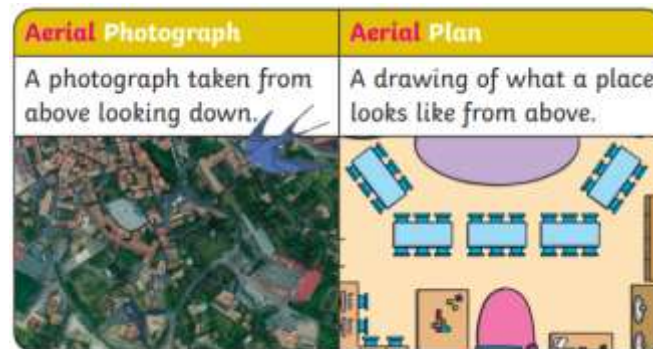 Aerial Photograph
A photograph taken from
above looking down.
Aerial Plan
A drawing of what a place
looks like from above.